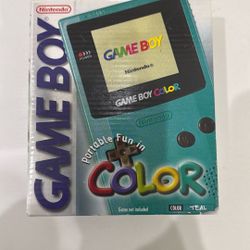 Nintendo
GAME BOY
GAME BOY
Nintendo
GAME BOY COLOR
Nintendo
Portable Fun in
COLOR
Game not included
COLOR
TEAL